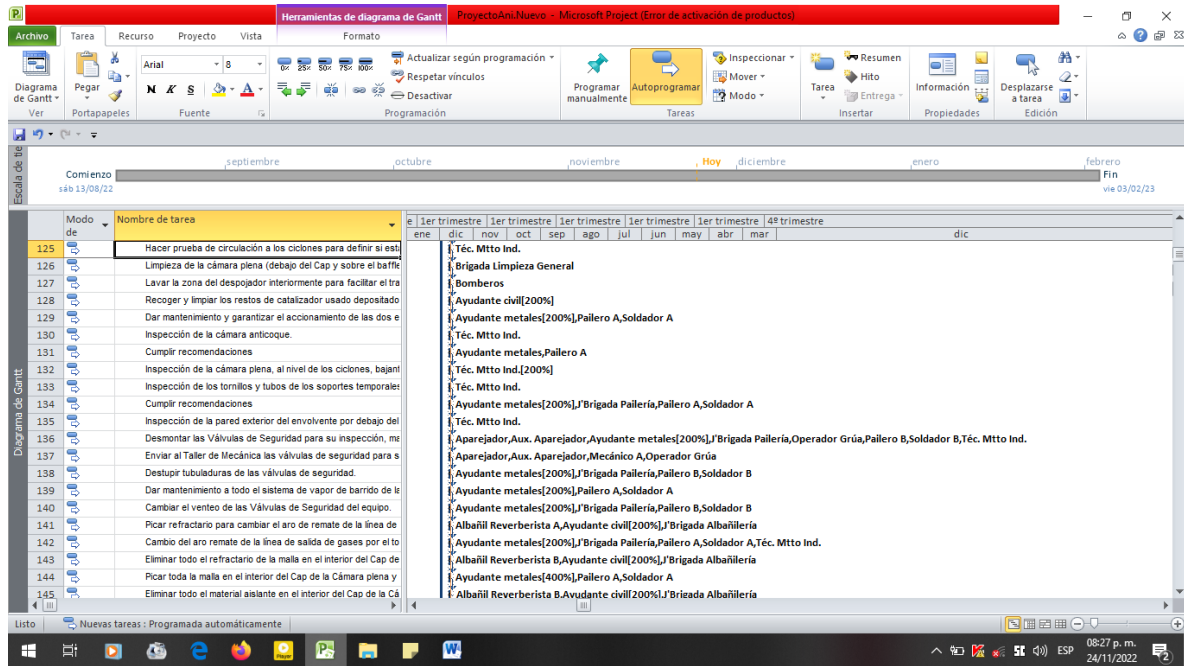 Herramientas de diagrama de Gantt ProyectoAni.Nuevo - Microsoft Project (Error de activación de productos)
Archivo Tarea Recurso Proyecto Vista Formato
Diagrama de Gantt
Ver
Pegar
Portapapeles
Arial 8
N K S A
Fuente
0% 25% 50% 75% 100%
Actualizar según programación
Respetar vínculos
Desactivar
Programación
Programar manualmente
Autoprogramar
Inspeccionar
Mover
Modo
Tareas
Tarea
Resumen
Hito
Entrega
Insertar
Información
Propiedades
Desplazarse a tarea
Edición
Escala de tie
septiembre octubre noviembre Hoy diciembre enero febrero
Comienzo
sáb 13/08/22
Fin
vie 03/02/23
Modo de Nombre de tarea
e 1er trimestre 1er trimestre 1er trimestre 1er trimestre 1er trimestre 4º trimestre
ene dic nov oct sep ago jul jun may abr mar dic
Diagrama de Gantt
125 Hacer prueba de circulación a los ciclones para definir si est Téc. Mtto Ind.
126 Limpieza de la cámara plena (debajo del Cap y sobre el baffle Brigada Limpieza General
127 Lavar la zona del despojador interiormente para facilitar el tra Bomberos
128 Recoger y limpiar los restos de catalizador usado depositado Ayudante civil[200%]
129 Dar mantenimiento y garantizar el accionamiento de las dos e Ayudante metales[200%],Pailero A,Soldador A
130 Inspección de la cámara anticoque. Téc. Mtto Ind.
131 Cumplir recomendaciones Ayudante metales,Pailero A
132 Inspección de la cámara plena, al nivel de los ciclones, bajant Téc. Mtto Ind.[200%]
133 Inspección de los tornillos y tubos de los soportes temporales Téc. Mtto Ind.
134 Cumplir recomendaciones Ayudante metales[200%],J'Brigada Pailería,Pailero A,Soldador A
135 Inspección de la pared exterior del envolvente por debajo del Téc. Mtto Ind.
136 Desmontar las Válvulas de Seguridad para su inspección, ma Aparejador,Aux. Aparejador,Ayudante metales[200%],J'Brigada Pailería,Operador Grúa,Pailero B,Soldador B,Téc. Mtto Ind.
137 Enviar al Taller de Mecánica las válvulas de seguridad para s Aparejador,Aux. Aparejador,Mecánico A,Operador Grúa
138 Destupir tubuladuras de las válvulas de seguridad. Ayudante metales[200%],J'Brigada Pailería,Pailero B,Soldador B
139 Dar mantenimiento a todo el sistema de vapor de barrido de la Ayudante metales[200%],Pailero A,Soldador A
140 Cambiar el venteo de las Válvulas de Seguridad del equipo. Ayudante metales[200%],J'Brigada Pailería,Pailero B,Soldador B
141 Picar refractario para cambiar el aro de remate de la línea de Albañil Reverberista A,Ayudante civil[200%],J'Brigada Albañilería
142 Cambio del aro remate de la línea de salida de gases por el to Ayudante metales[200%],J'Brigada Pailería,Pailero A,Soldador A,Téc. Mtto Ind.
143 Eliminar todo el refractario de la malla en el interior del Cap de Albañil Reverberista B,Ayudante civil[200%],J'Brigada Albañilería
144 Picar toda la malla en el interior del Cap de la Cámara plena y Ayudante metales[400%],Pailero A,Soldador A
145 Eliminar todo el material aislante en el interior del Cap de la Cá Albañil Reverberista B,Ayudante civil[200%],J'Brigada Albañilería
Listo Nuevas tareas : Programada automáticamente
ESP
08:27 p. m.
24/11/2022